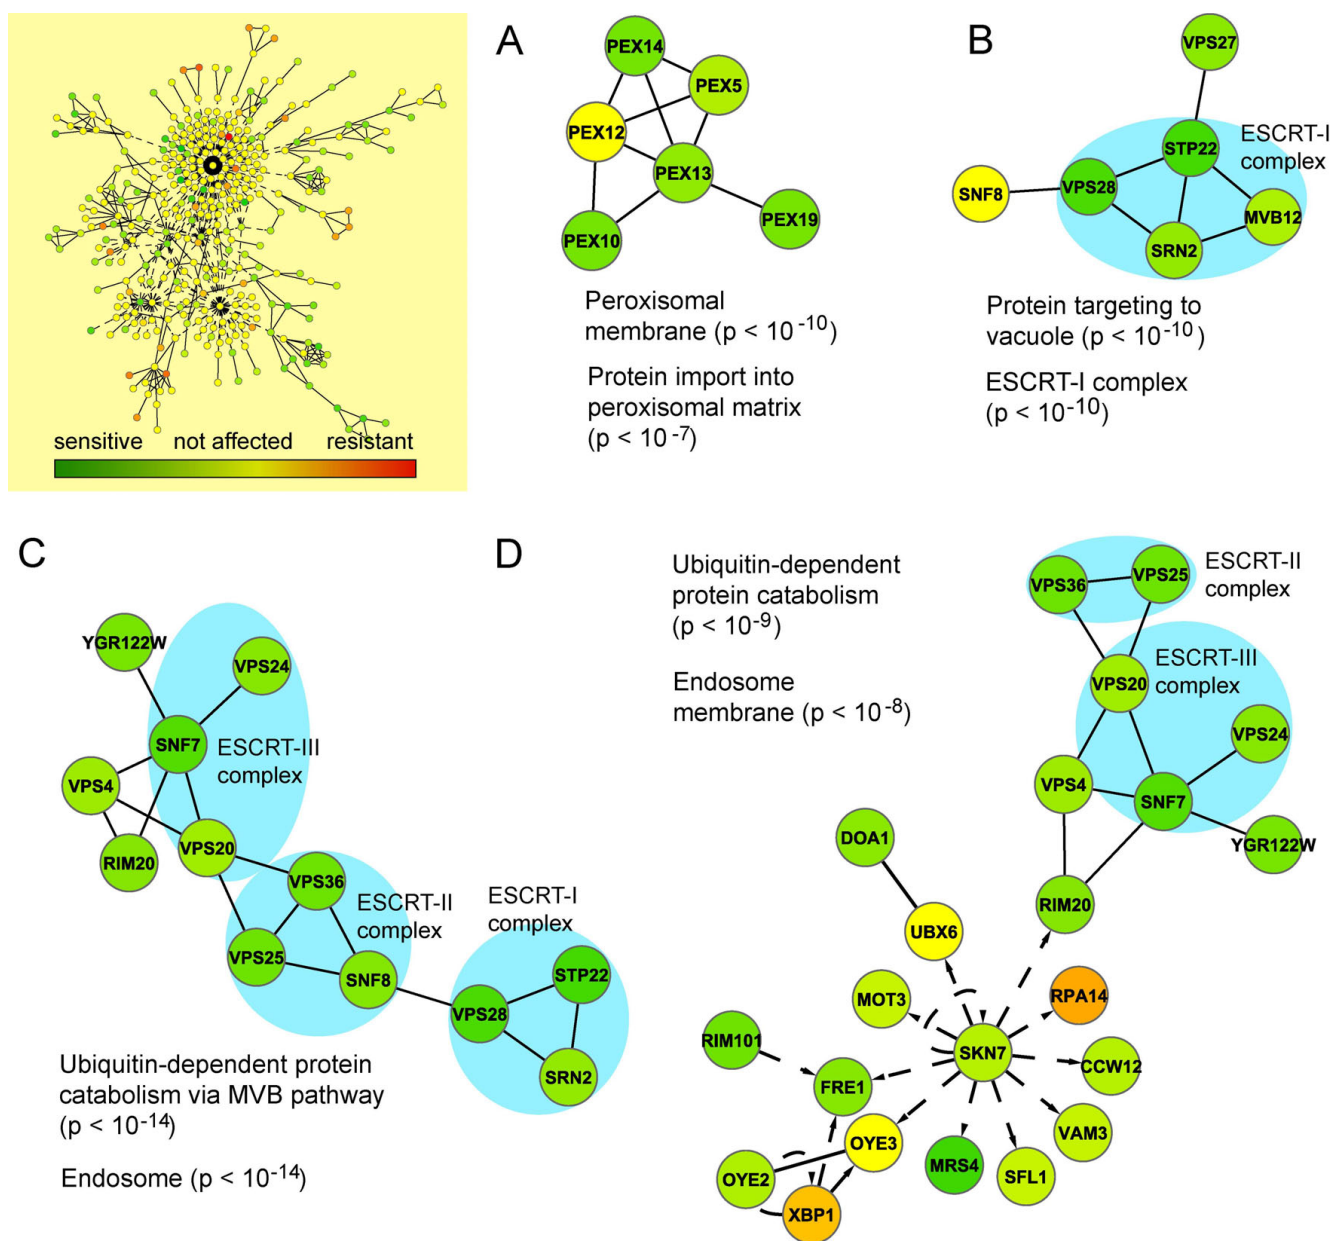 sensitive not affected resistant
A
PEX14
PEX5
PEX12
PEX13
PEX10
PEX19
Peroxisomal
membrane (p < 10 -10)
Protein import into
peroxisomal matrix
(p < 10 -7)
B
VPS27
STP22
ESCRT-I
complex
SNF8
VPS28
MVB12
SRN2
Protein targeting to
vacuole (p < 10 -10)
ESCRT-I complex
(p < 10 -10)
C
YGR122W
VPS24
SNF7
ESCRT-III
complex
VPS4
RIM20
VPS20
VPS36
ESCRT-II
complex
VPS25
SNF8
ESCRT-I
complex
STP22
VPS28
SRN2
Ubiquitin-dependent protein
catabolism via MVB pathway
(p < 10 -14)
Endosome (p < 10 -14)
D
Ubiquitin-dependent
protein catabolism
(p < 10 -9)
Endosome
membrane (p < 10 -8)
VPS36
VPS25
ESCRT-II
complex
VPS20
ESCRT-III
complex
VPS24
VPS4
SNF7
YGR122W
RIM20
DOA1
UBX6
MOT3
RPA14
RIM101
SKN7
CCW12
FRE1
VAM3
OYE3
MRS4
SFL1
OYE2
XBP1